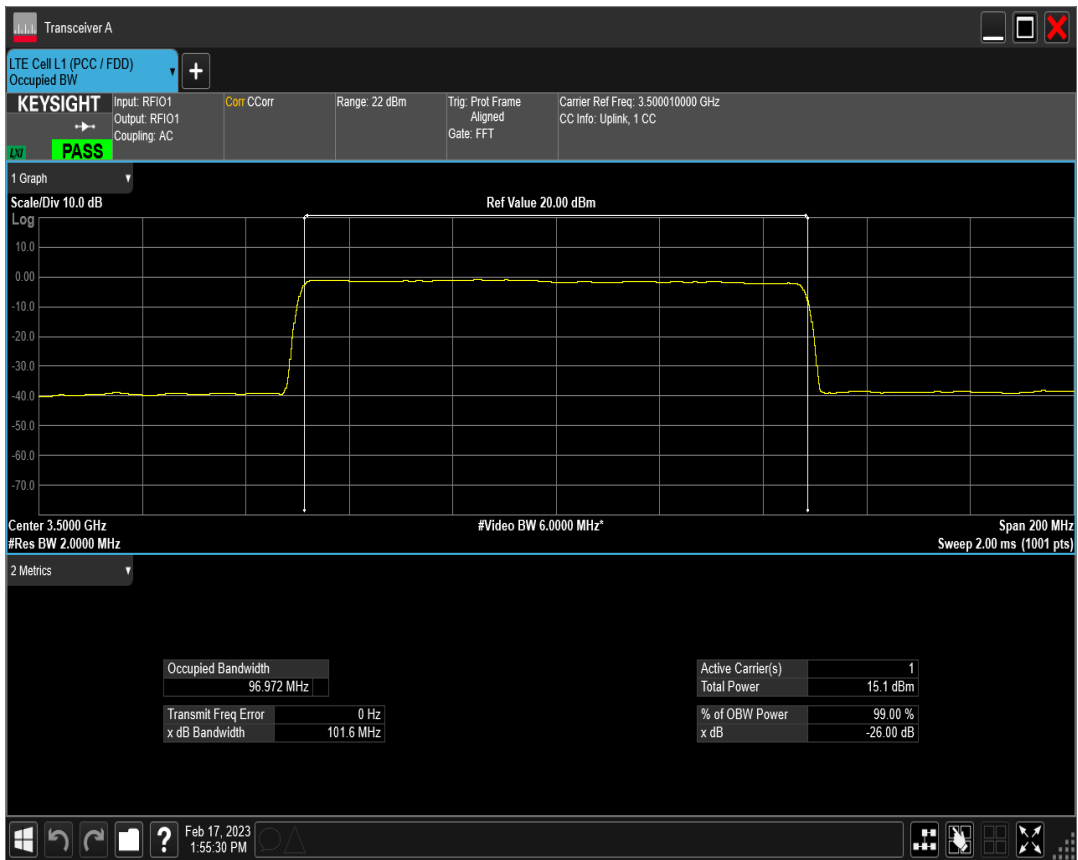 Transceiver A
LTE Cell L1 (PCC / FDD)
Occupied BW
+
KEYSIGHT
LXI
PASS
Input: RFIO1
Output: RFIO1
Coupling: AC
Corr CCorr
Range: 22 dBm
Trig: Prot Frame
Aligned
Gate: FFT
Carrier Ref Freq: 3.500010000 GHz
CC Info: Uplink, 1 CC
1 Graph
Scale/Div 10.0 dB
Ref Value 20.00 dBm
Log
10.0
0.00
-10.0
-20.0
-30.0
-40.0
-50.0
-60.0
-70.0
Center 3.5000 GHz
#Video BW 6.0000 MHz*
Span 200 MHz
#Res BW 2.0000 MHz
Sweep 2.00 ms (1001 pts)
2 Metrics
Occupied Bandwidth
96.972 MHz
Transmit Freq Error 0 Hz
x dB Bandwidth 101.6 MHz
Active Carrier(s) 1
Total Power 15.1 dBm
% of OBW Power 99.00 %
x dB -26.00 dB
?
Feb 17, 2023
1:55:30 PM